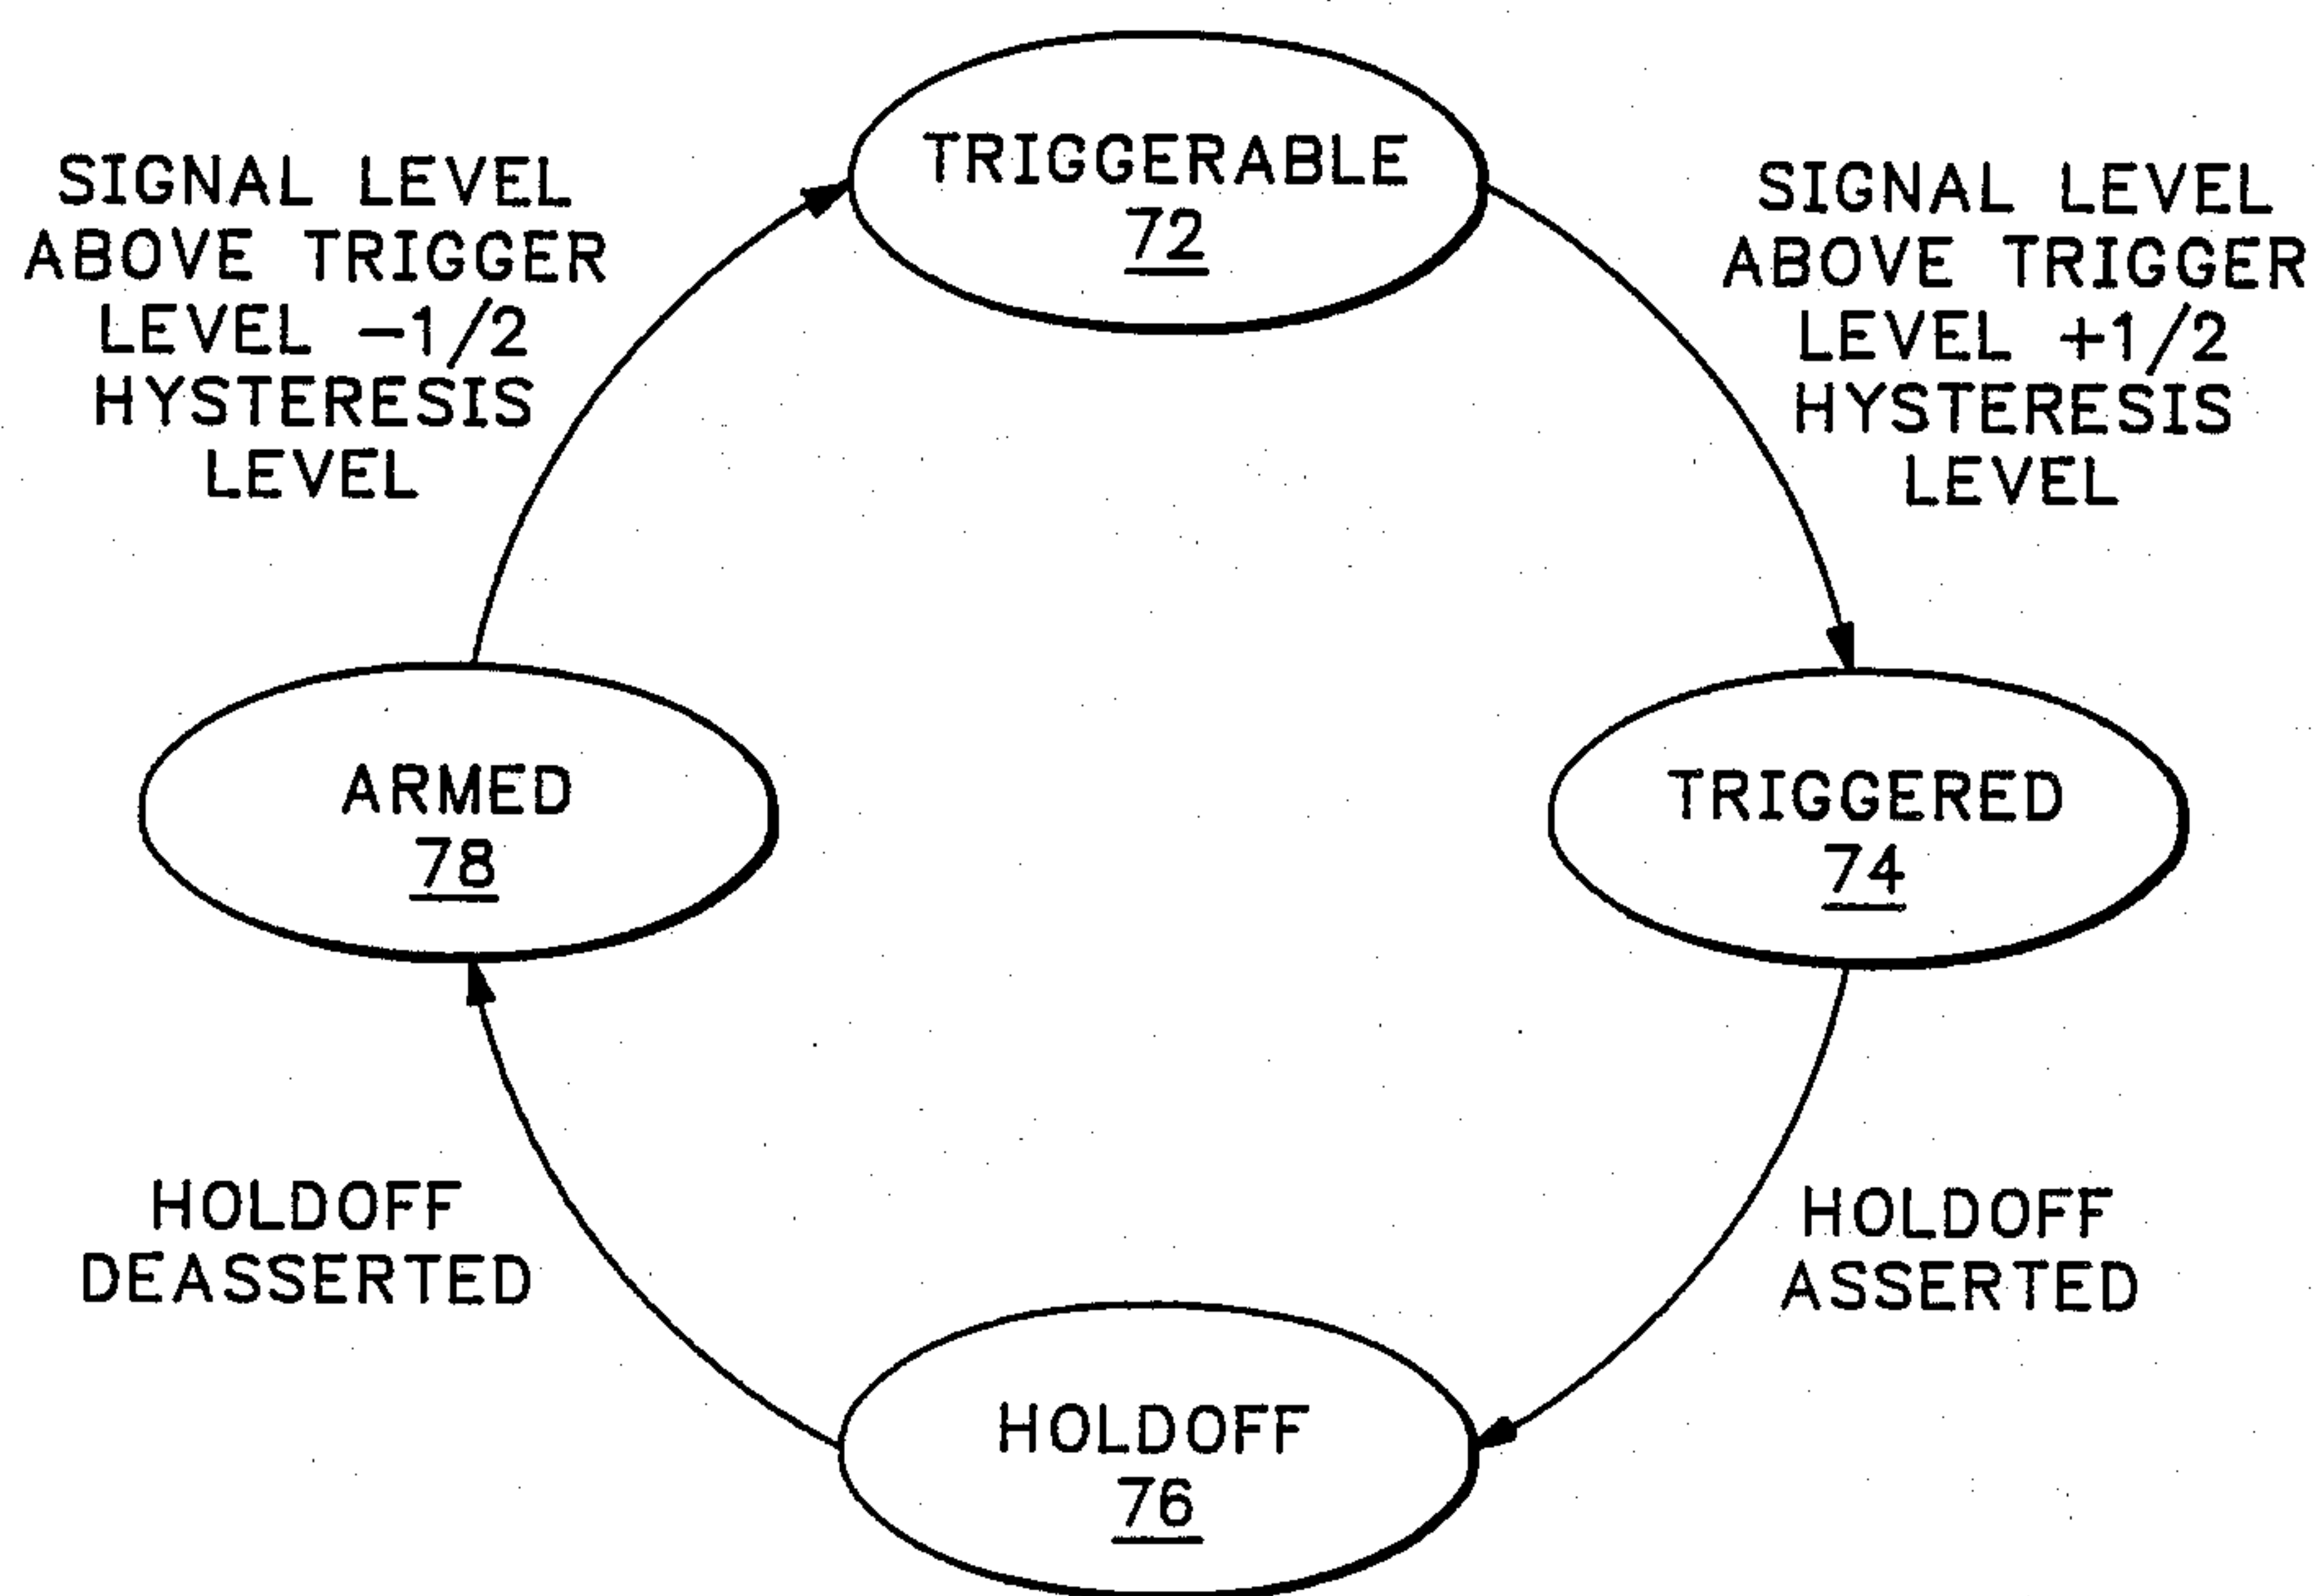 TRIGGERABLE
72
SIGNAL LEVEL
ABOVE TRIGGER
LEVEL -1/2
HYSTERESIS
LEVEL
SIGNAL LEVEL
ABOVE TRIGGER
LEVEL +1/2
HYSTERESIS
LEVEL
ARMED
78
TRIGGERED
74
HOLDOFF
DEASSERTED
HOLDOFF
ASSERTED
HOLDOFF
76